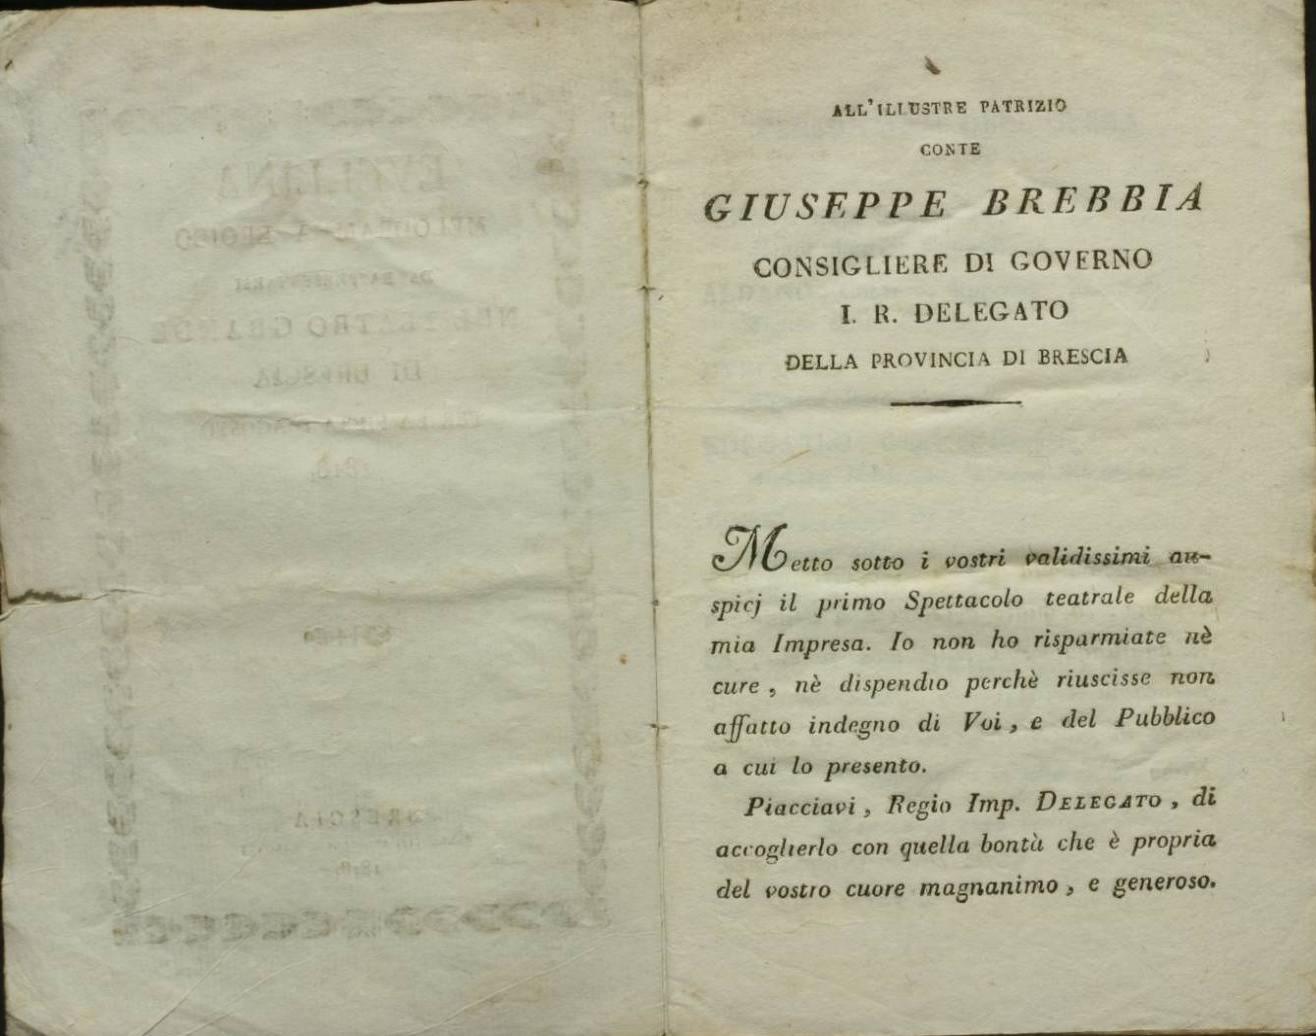 ALL'ILLUSTRE PATRIZIO
CONTE
GIUSEPPE BREBBIA
CONSIGLIERE DI GOVERNO
I. R. DELEGATO
DELLA PROVINCIA DI BRESCIA
Metto sotto i vostri validissimi au-
spicj il primo Spettacolo teatrale della
mia Impresa. Io non ho risparmiate nè
cure, nè dispendio perchè riuscisse non
affatto indegno di Voi, e del Pubblico
a cui lo presento.
Piacciavi, Regio Imp. DELEGATO, di
accoglierlo con quella bontà che è propria
del vostro cuore magnanimo, e generoso.